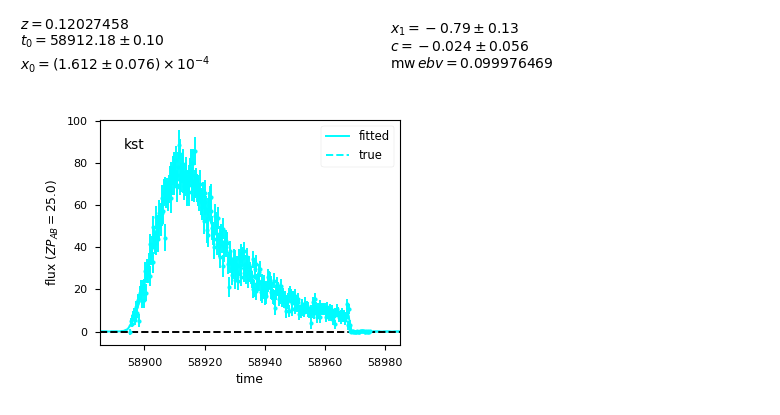 z = 0.12027458
t₀ = 58912.18 ± 0.10
x₀ = (1.612 ± 0.076) × 10⁻⁴
x₁ = −0.79 ± 0.13
c = −0.024 ± 0.056
mw ebv = 0.099976469
kst
fitted
true
100
80
60
40
20
0
flux (ZP_AB = 25.0)
58900 58920 58940 58960 58980
time